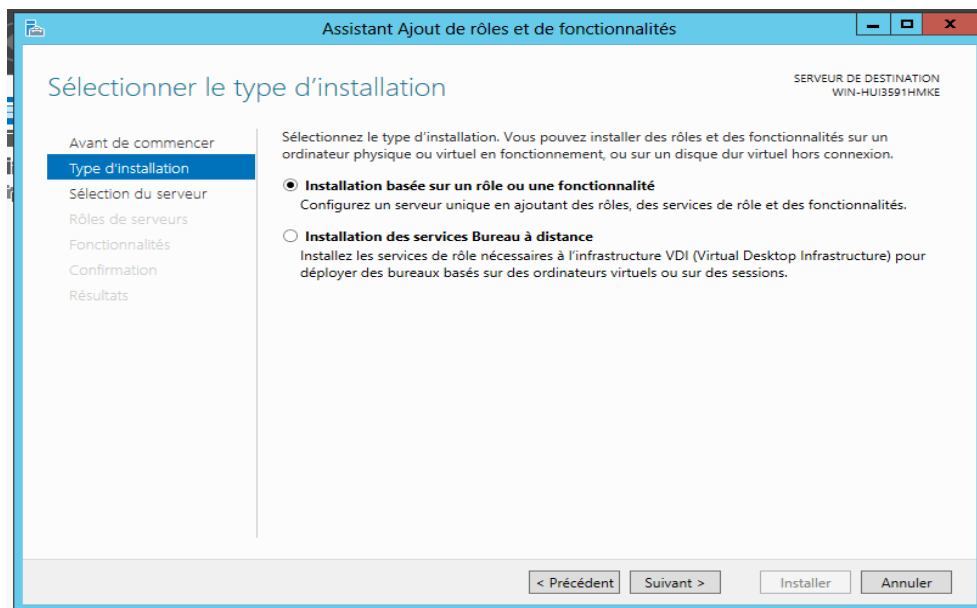 Assistant Ajout de rôles et de fonctionnalités
Sélectionner le type d'installation
SERVEUR DE DESTINATION
WIN-HUI3591HMKE
Avant de commencer
Type d'installation
Sélection du serveur
Rôles de serveurs
Fonctionnalités
Confirmation
Résultats
Sélectionnez le type d'installation. Vous pouvez installer des rôles et des fonctionnalités sur un
ordinateur physique ou virtuel en fonctionnement, ou sur un disque dur virtuel hors connexion.
Installation basée sur un rôle ou une fonctionnalité
Configurez un serveur unique en ajoutant des rôles, des services de rôle et des fonctionnalités.
Installation des services Bureau à distance
Installez les services de rôle nécessaires à l'infrastructure VDI (Virtual Desktop Infrastructure) pour
déployer des bureaux basés sur des ordinateurs virtuels ou sur des sessions.
< Précédent
Suivant >
Installer
Annuler